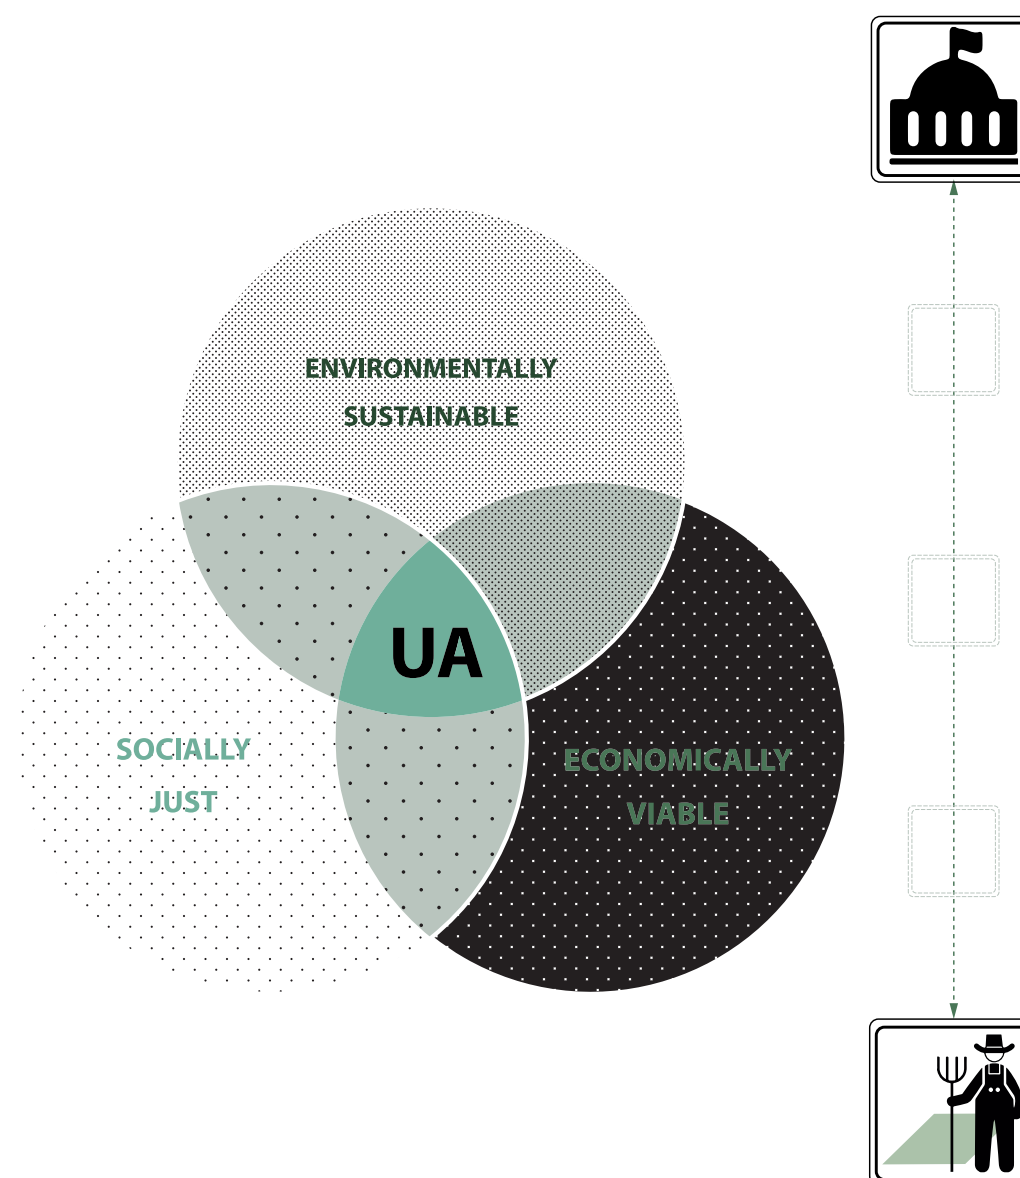 ENVIRONMENTALLY
SUSTAINABLE
UA
SOCIALLY
JUST
ECONOMICALLY
VIABLE